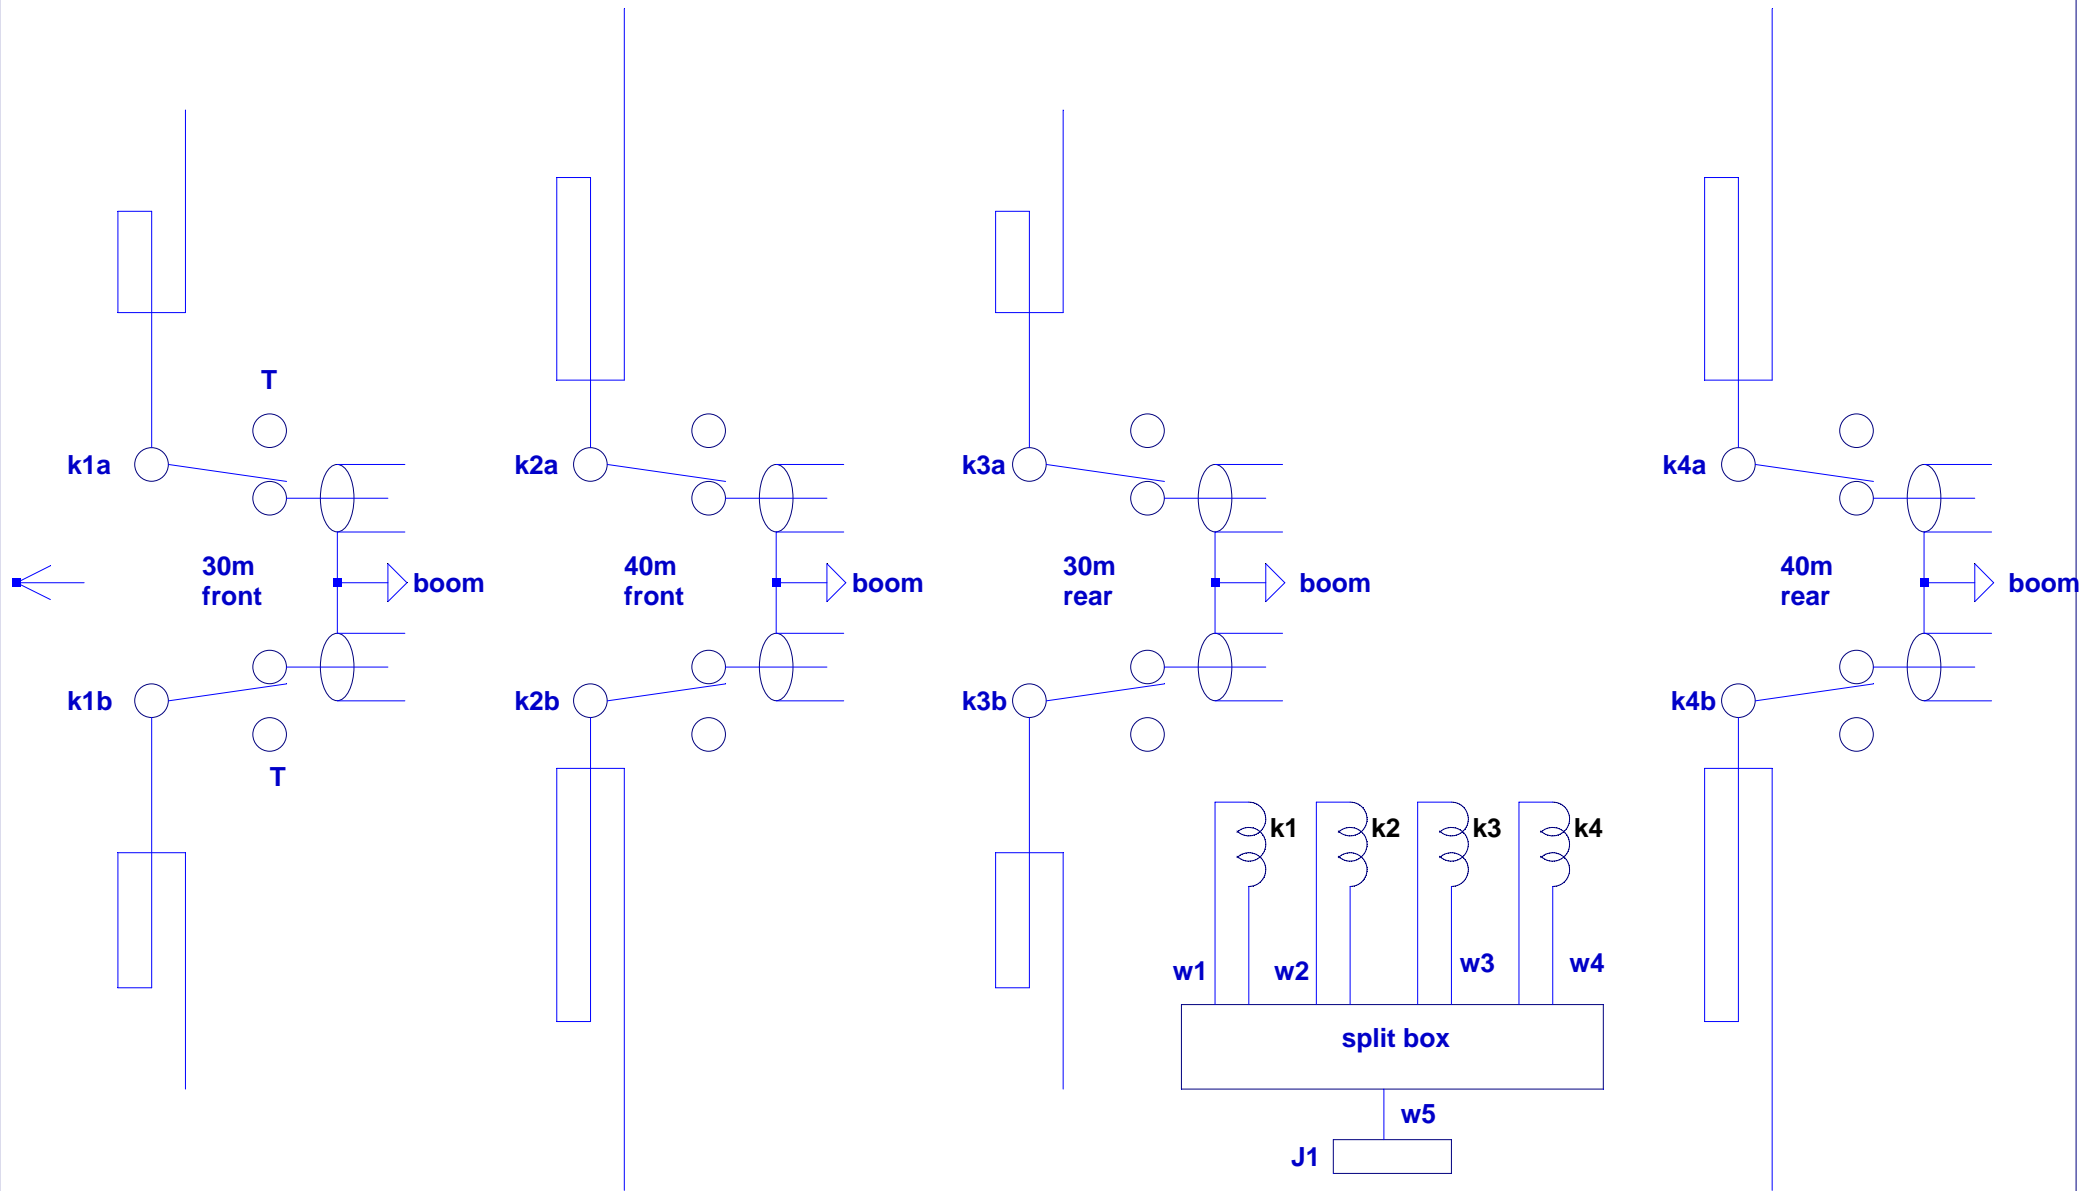 T
k1a
k2a
k3a
k4a
30m
front
boom
40m
front
boom
30m
rear
boom
40m
rear
boom
k1b
k2b
k3b
k4b
T
k1
k2
k3
k4
w1
w2
w3
w4
split box
w5
J1